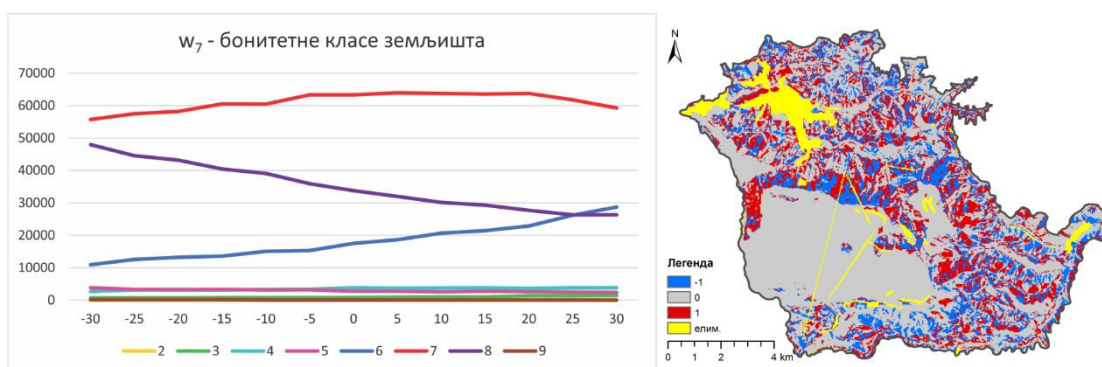 w₇ - бонитетне класе земљишта
70000
60000
50000
40000
30000
20000
10000
0
-30 -25 -20 -15 -10 -5 0 5 10 15 20 25 30
2 3 4 5 6 7 8 9
N
Легенда
-1
0
1
елим.
0 1 2 4 km